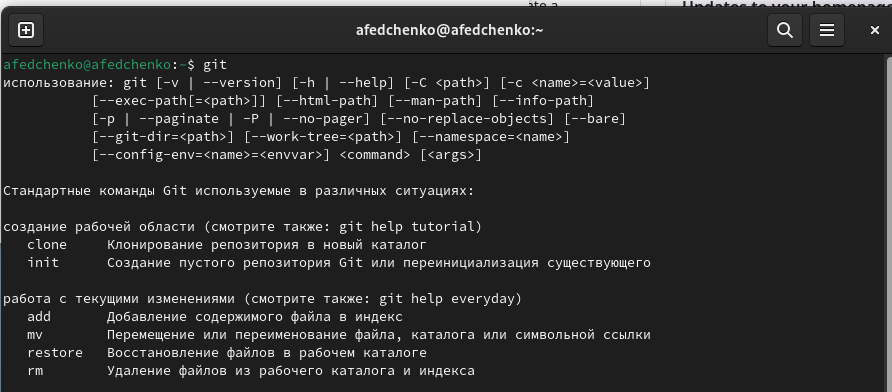 Updates to your homepage
afedchenko@afedchenko:~
afedchenko@afedchenko:~$ git
использование: git [-v | --version] [-h | --help] [-C <path>] [-c <name>=<value>]
[--exec-path[=<path>]] [--html-path] [--man-path] [--info-path]
[-p | --paginate | -P | --no-pager] [--no-replace-objects] [--bare]
[--git-dir=<path>] [--work-tree=<path>] [--namespace=<name>]
[--config-env=<name>=<envvar>] <command> [<args>]
Стандартные команды Git используемые в различных ситуациях:
создание рабочей области (смотрите также: git help tutorial)
clone Клонирование репозитория в новый каталог
init Создание пустого репозитория Git или переинициализация существующего
работа с текущими изменениями (смотрите также: git help everyday)
add Добавление содержимого файла в индекс
mv Перемещение или переименование файла, каталога или символьной ссылки
restore Восстановление файлов в рабочем каталоге
rm Удаление файлов из рабочего каталога и индекса